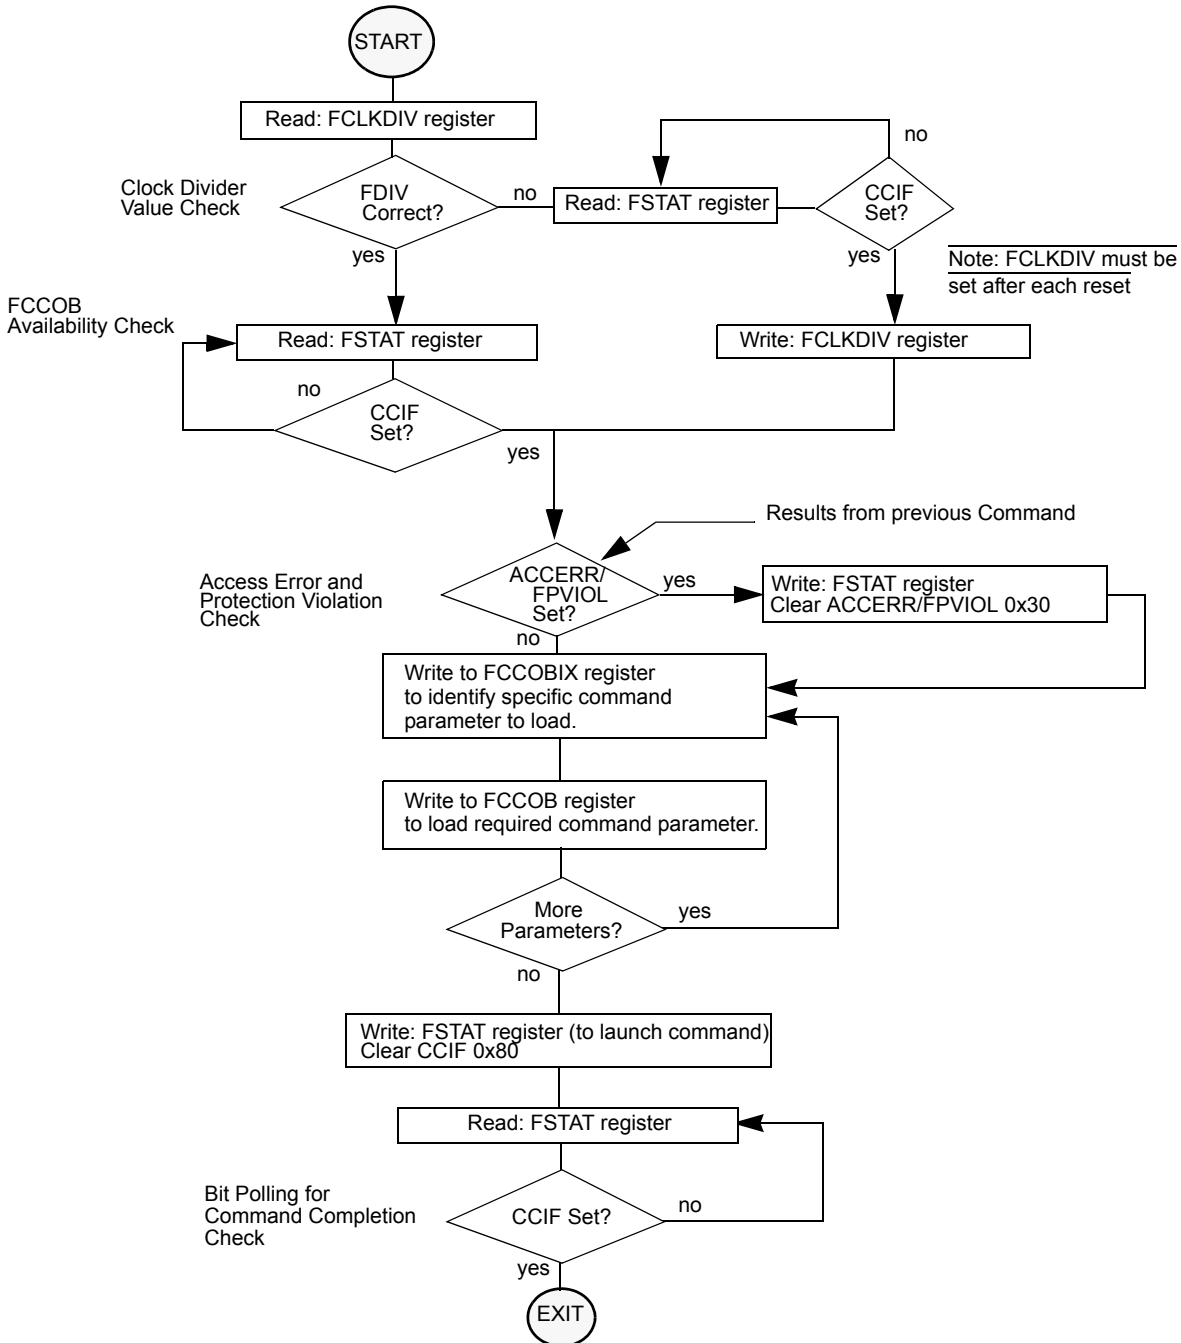 START
Read: FCLKDIV register
no
Clock Divider
Value Check
FDIV
Correct?
no
Read: FSTAT register
CCIF
Set?
yes
yes
Note: FCLKDIV must be
set after each reset
FCCOB
Availability Check
Read: FSTAT register
Write: FCLKDIV register
no
CCIF
Set?
yes
Results from previous Command
Access Error and
Protection Violation
Check
ACCERR/
FPVIOL
Set?
yes
Write: FSTAT register
Clear ACCERR/FPVIOL 0x30
no
Write to FCCOBIX register
to identify specific command
parameter to load.
Write to FCCOB register
to load required command parameter.
More
Parameters?
yes
no
Write: FSTAT register (to launch command)
Clear CCIF 0x80
Read: FSTAT register
Bit Polling for
Command Completion
Check
CCIF Set?
no
yes
EXIT